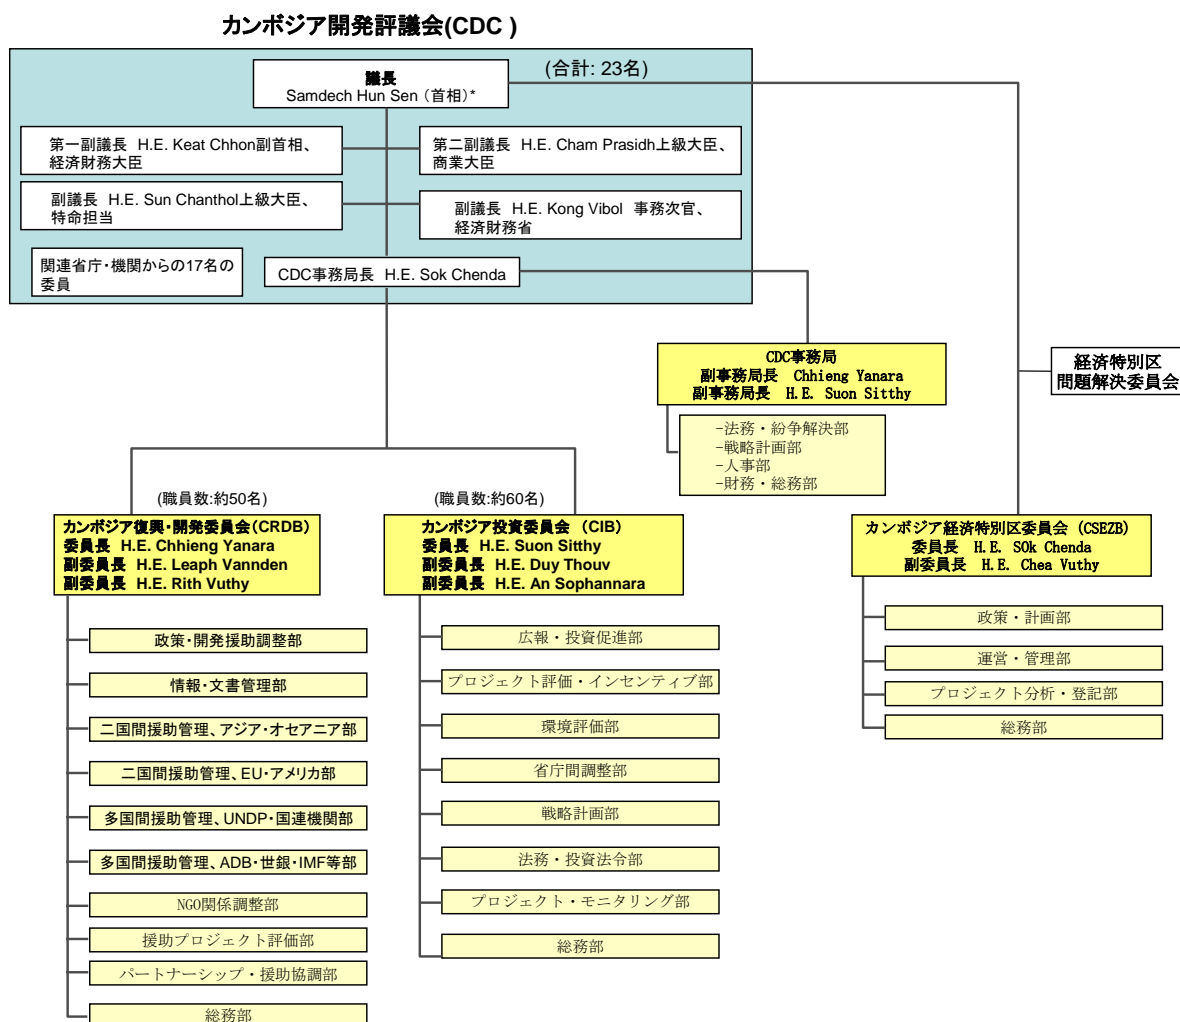 カンボジア開発評議会(CDC )
(合計: 23名)
議長
Samdech Hun Sen (首相)*
第一副議長 H.E. Keat Chhon副首相、
経済財務大臣
第二副議長 H.E. Cham Prasidh上級大臣、
商業大臣
副議長 H.E. Sun Chanthol上級大臣、
特命担当
副議長 H.E. Kong Vibol 事務次官、
経済財務省
関連省庁・機関からの17名の
委員
CDC事務局長 H.E. Sok Chenda
CDC事務局
副事務局長 Chhieng Yanara
副事務局長 H.E. Suon Sitthy
-法務・紛争解決部
-戦略計画部
-人事部
-財務・総務部
経済特別区
問題解決委員会
(職員数:約50名)
カンボジア復興・開発委員会(CRDB)
委員長 H.E. Chhieng Yanara
副委員長 H.E. Leaph Vannden
副委員長 H.E. Rith Vuthy
政策・開発援助調整部
情報・文書管理部
二国間援助管理、アジア・オセアニア部
二国間援助管理、EU・アメリカ部
多国間援助管理、UNDP・国連機関部
多国間援助管理、ADB・世銀・IMF等部
NGO関係調整部
援助プロジェクト評価部
パートナーシップ・援助協調部
総務部
(職員数:約60名)
カンボジア投資委員会 (CIB)
委員長 H.E. Suon Sitthy
副委員長 H.E. Duy Thouv
副委員長 H.E. An Sophannara
広報・投資促進部
プロジェクト評価・インセンティブ部
環境評価部
省庁間調整部
戦略計画部
法務・投資法令部
プロジェクト・モニタリング部
総務部
カンボジア経済特別区委員会 (CSEZB)
委員長 H.E. SOk Chenda
副委員長 H.E. Chea Vuthy
政策・計画部
運営・管理部
プロジェクト分析・登記部
総務部